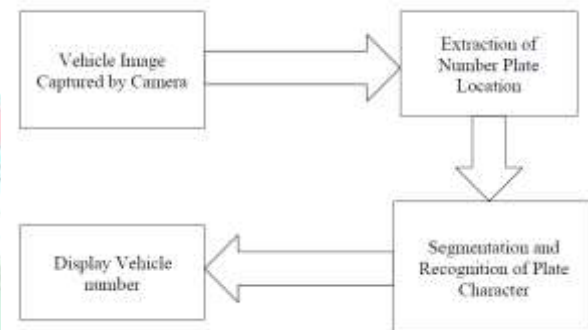 Vehicle Image
Captured by Camera
Extraction of
Number Plate
Location
Segmentation and
Recognition of Plate
Character
Display Vehicle
number